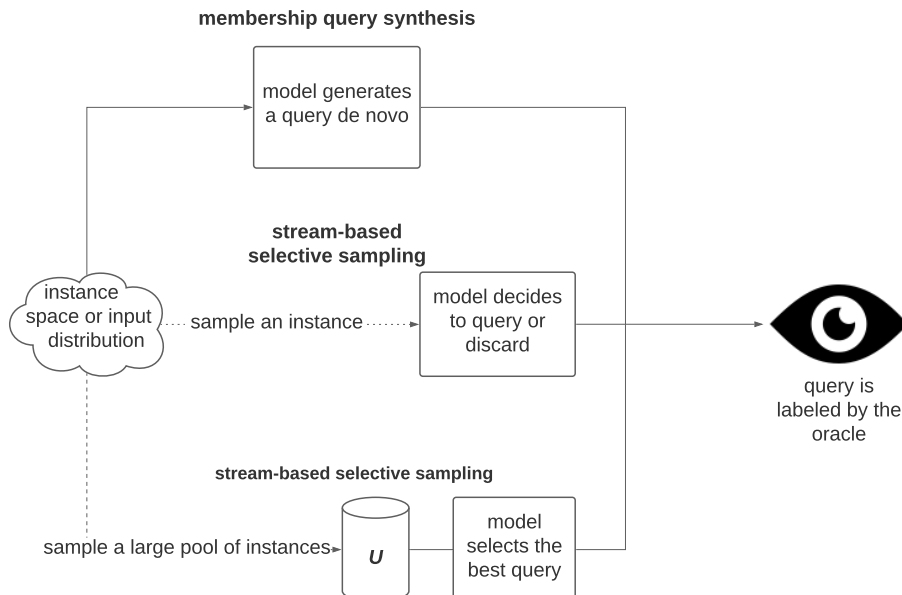 membership query synthesis
model generates
a query de novo
stream-based
selective sampling
instance
space or input
distribution
sample an instance
model decides
to query or
discard
query is
labeled by the
oracle
stream-based selective sampling
sample a large pool of instances
U
model
selects the
best query